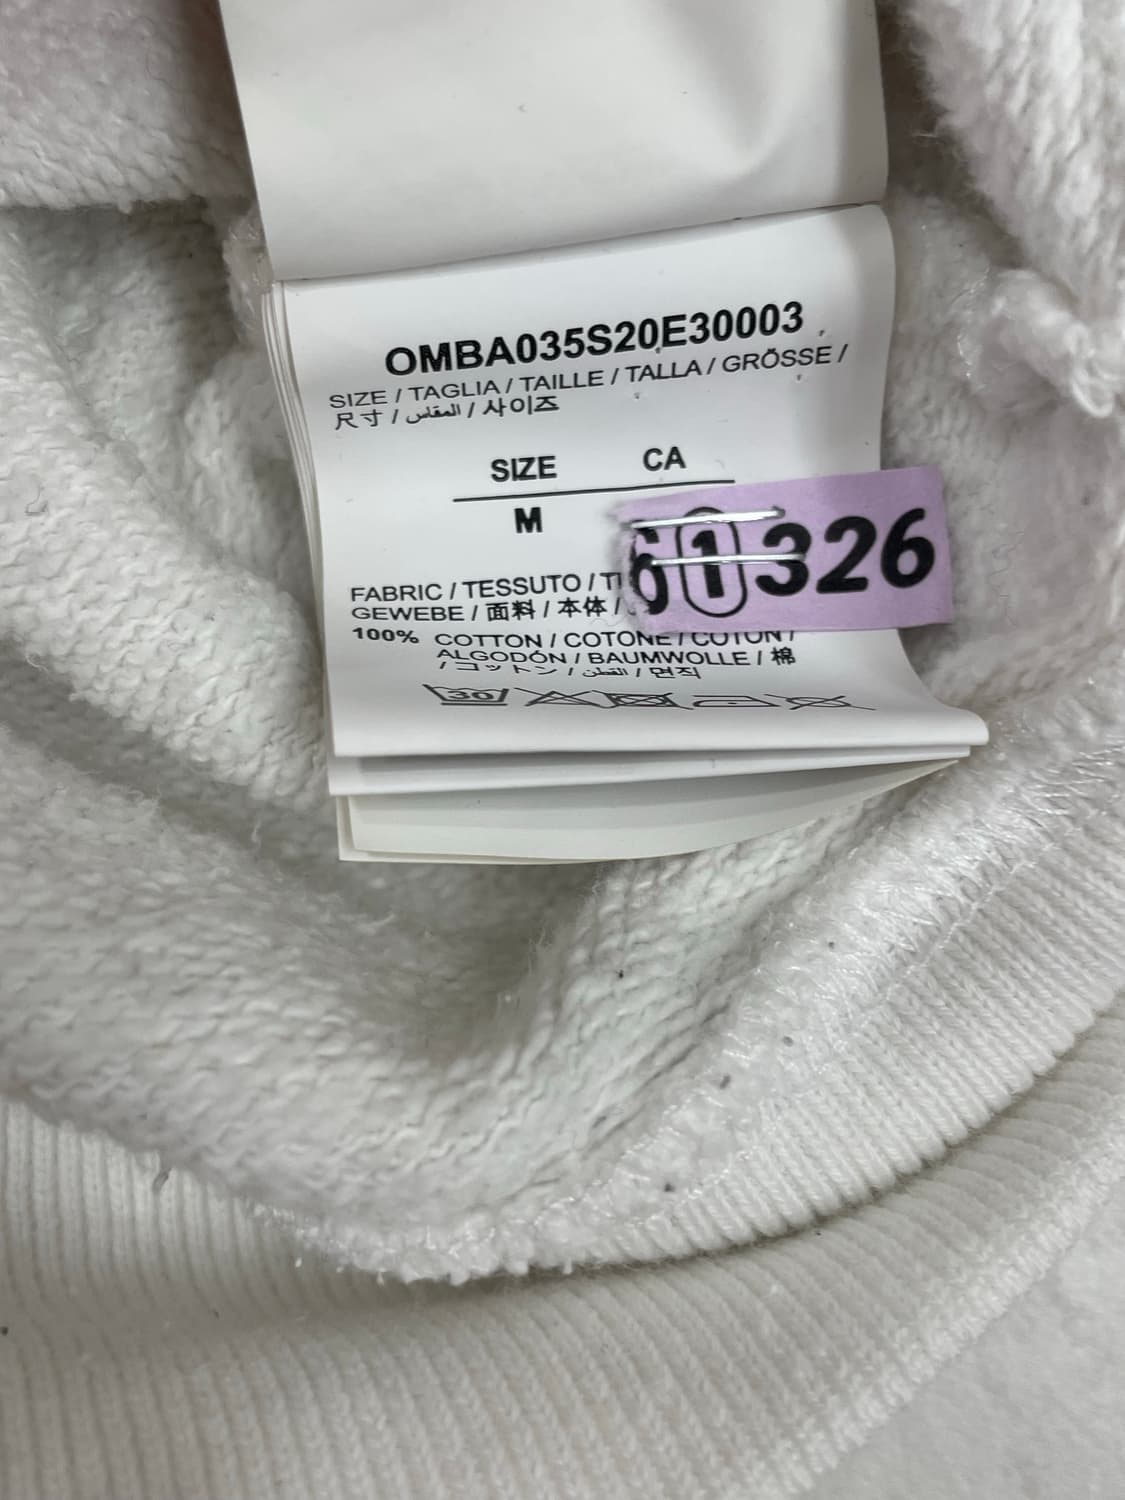 OMBA035S20E30003
SIZE / TAGLIA / TAILLE / TALLA / GRÖSSE /
尺寸 / المقاس / 사이즈
SIZE CA
M
61326
FABRIC / TESSUTO /
GEWEBE / 面料 / 本体 /
100% COTTON / COTONE / COTON /
ALGODÓN / BAUMWOLLE / 棉
/ コットン / القطن / 면직
30